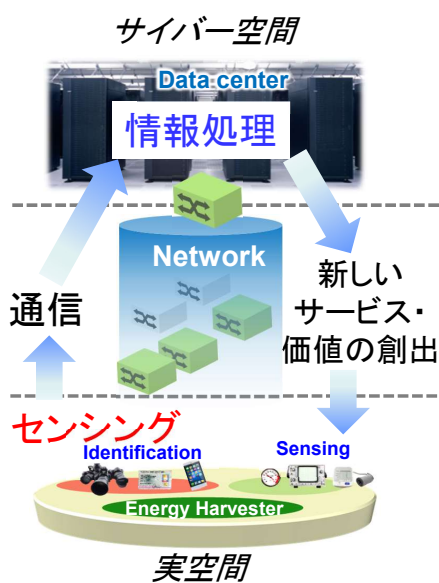 サイバー空間
Data center
情報処理
Network
通信
新しい
サービス・
価値の創出
センシング
Identification
Sensing
Energy Harvester
実空間